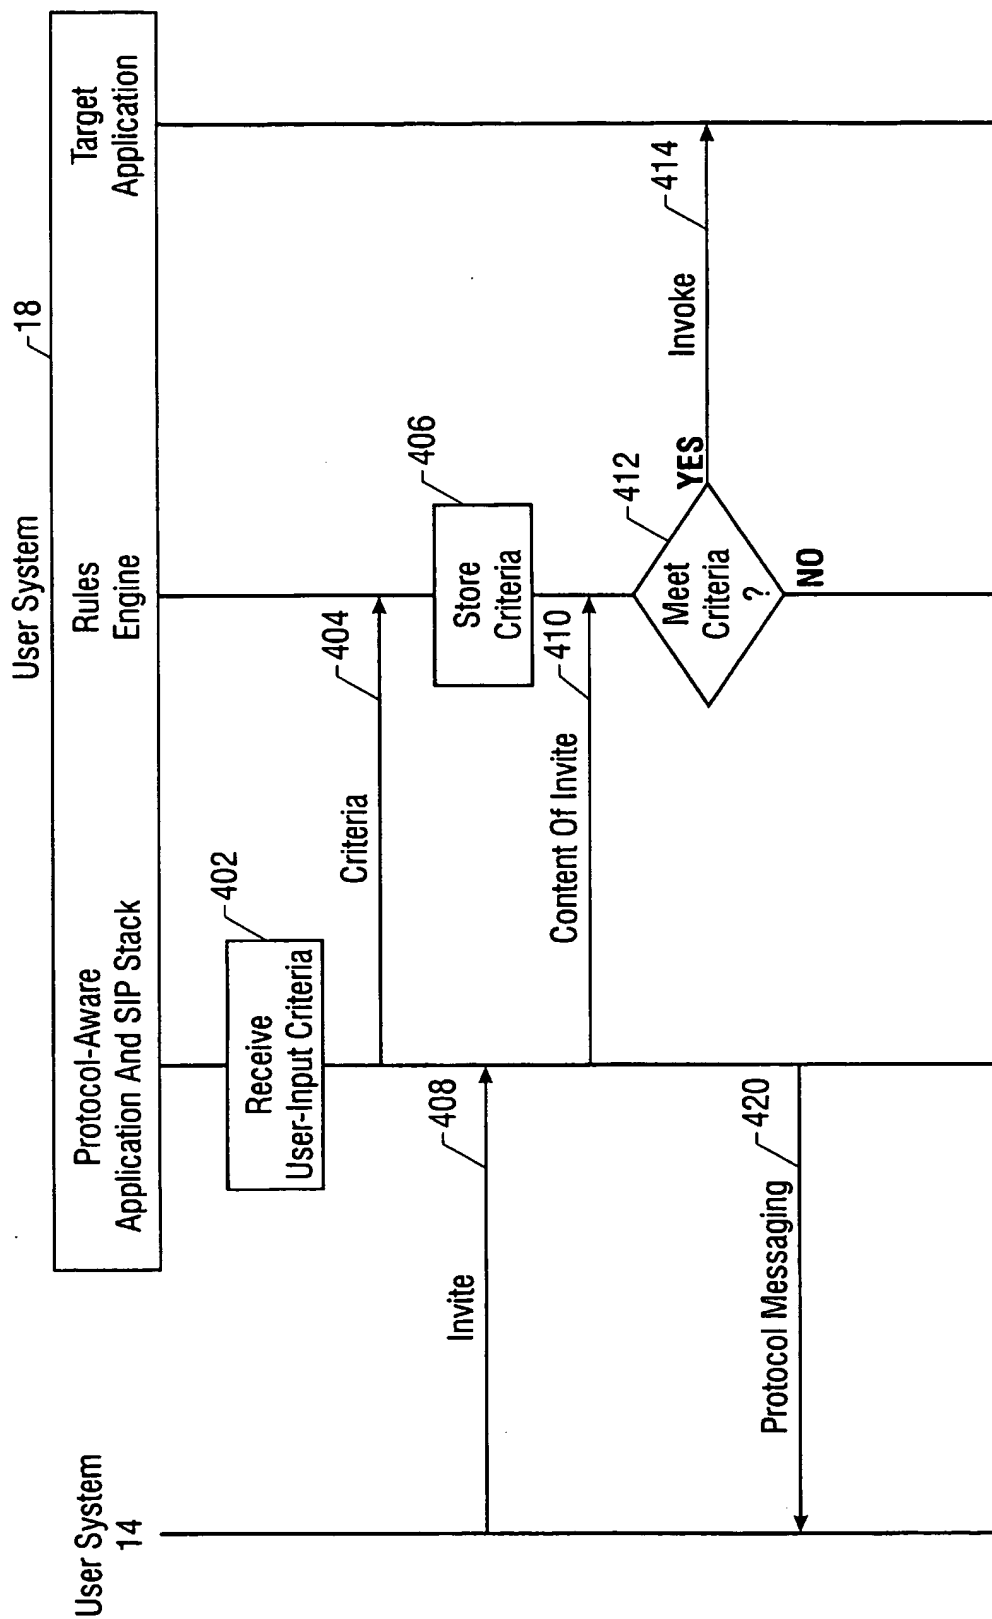 User System
18
Protocol-Aware
Application And SIP Stack
Rules
Engine
Target
Application
User System
14
Receive
User-Input Criteria
402
Criteria
404
Store
Criteria
406
Invite
408
Content Of Invite
410
Meet
Criteria
?
412
YES
NO
Invoke
414
Protocol Messaging
420